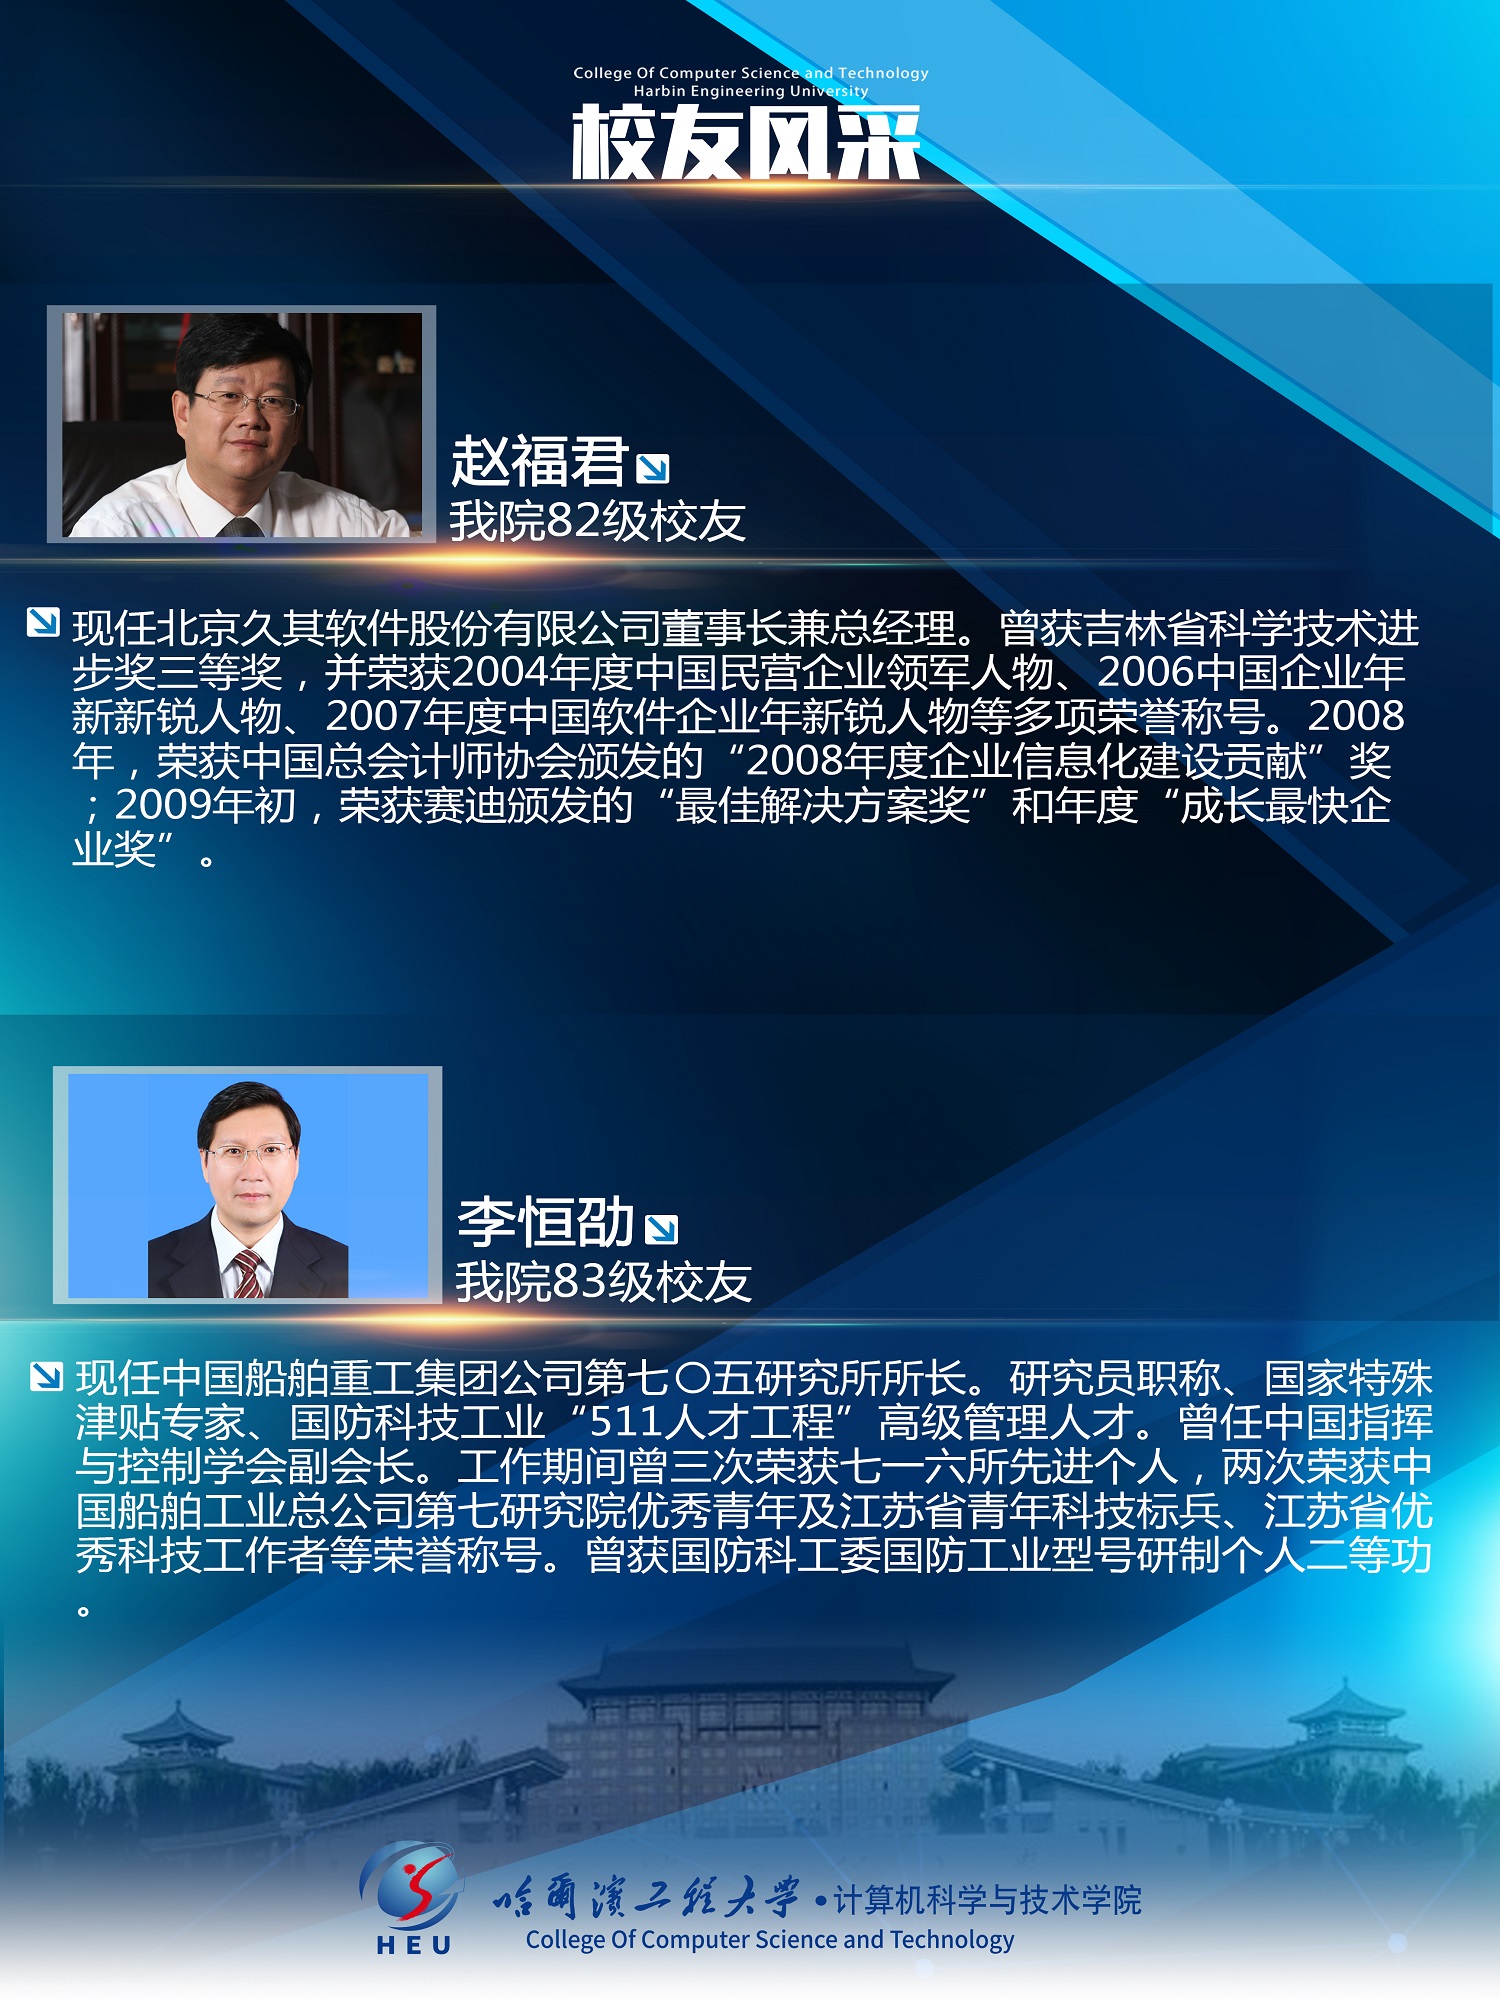 College Of Computer Science and Technology
Harbin Engineering University
校友风采
赵福君
我院82级校友
现任北京久其软件股份有限公司董事长兼总经理。曾获吉林省科学技术进
步奖三等奖，并荣获2004年度中国民营企业领军人物、2006中国企业年
新新锐人物、2007年度中国软件企业年新锐人物等多项荣誉称号。2008
年，荣获中国总会计师协会颁发的“2008年度企业信息化建设贡献”奖
；2009年初，荣获赛迪颁发的“最佳解决方案奖”和年度“成长最快企
业奖”。
李恒劭
我院83级校友
现任中国船舶重工集团公司第七〇五研究所所长。研究员职称、国家特殊
津贴专家、国防科技工业“511人才工程”高级管理人才。曾任中国指挥
与控制学会副会长。工作期间曾三次荣获七一六所先进个人，两次荣获中
国船舶工业总公司第七研究院优秀青年及江苏省青年科技标兵、江苏省优
秀科技工作者等荣誉称号。曾获国防科工委国防工业型号研制个人二等功
。
哈尔滨工程大学·计算机科学与技术学院
HEU
College Of Computer Science and Technology